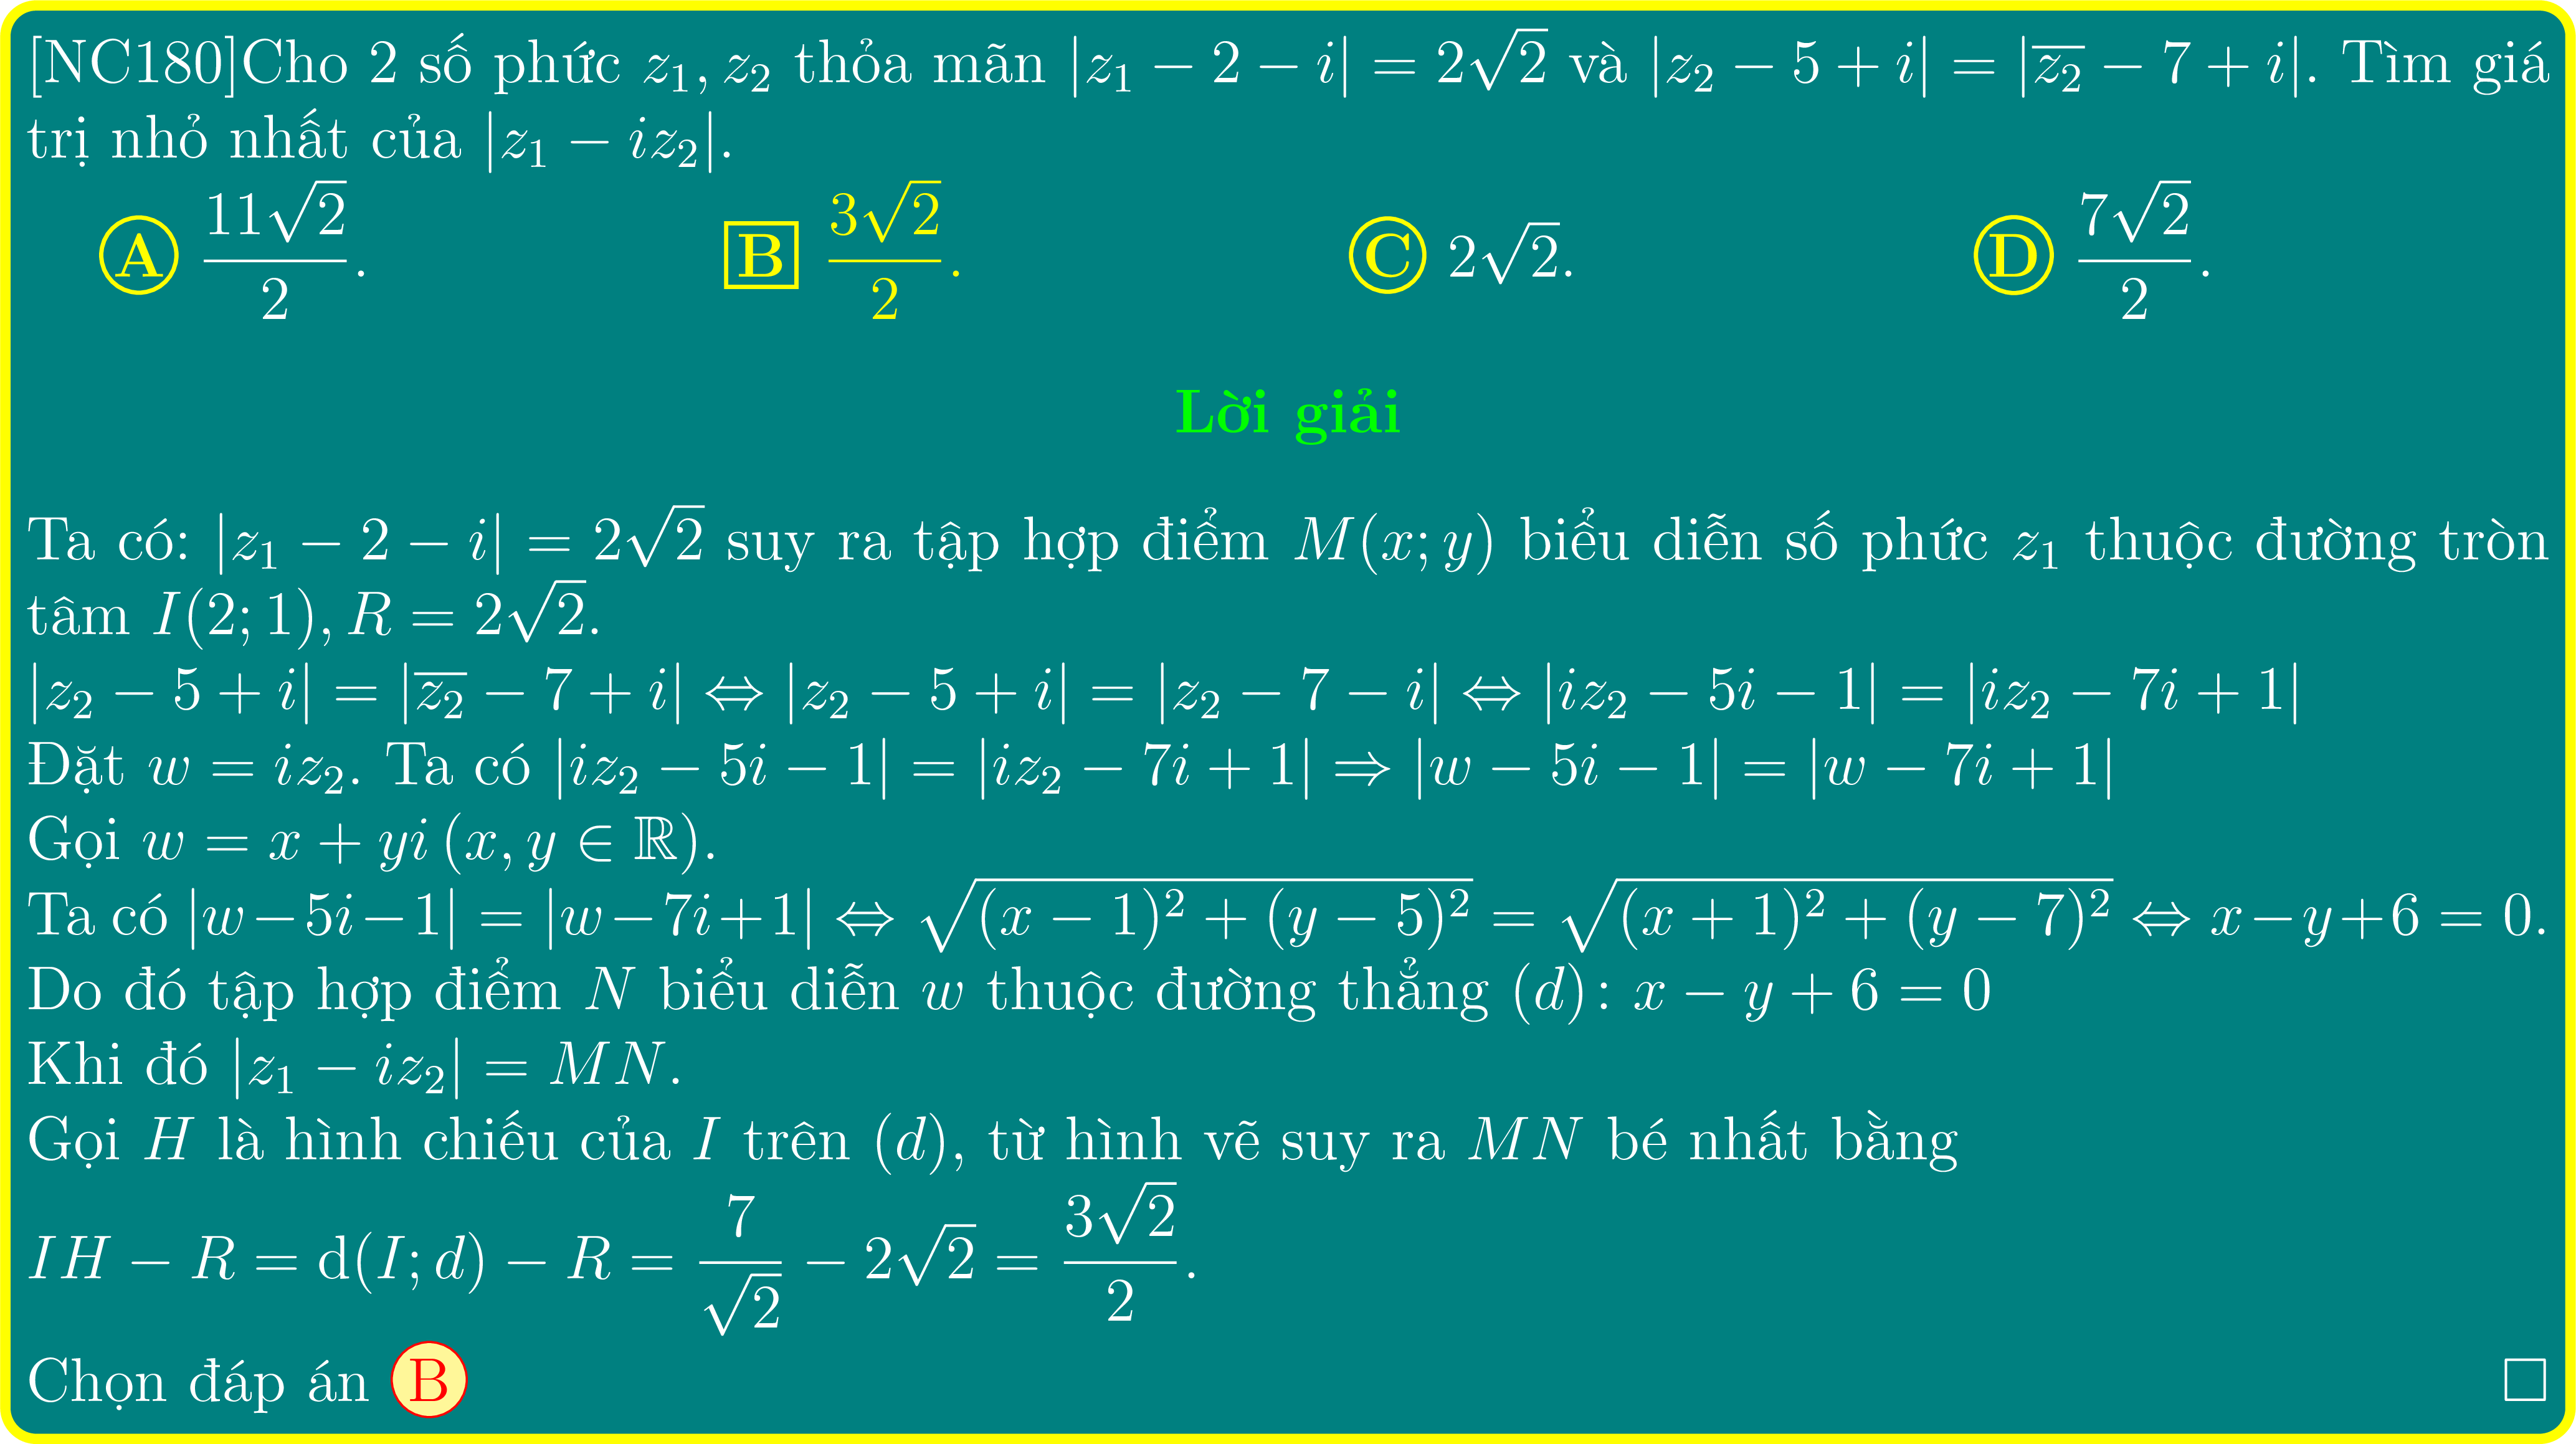 [NC180]Cho 2 số phức $z_1, z_2$ thỏa mãn $|z_1 - 2 - i| = 2\sqrt{2}$ và $|z_2 - 5 + i| = |\overline{z_2} - 7 + i|$. Tìm giá
trị nhỏ nhất của $|z_1 - iz_2|$.
A $\dfrac{11\sqrt{2}}{2}$. B $\dfrac{3\sqrt{2}}{2}$. C $2\sqrt{2}$. D $\dfrac{7\sqrt{2}}{2}$.
Lời giải
Ta có: $|z_1 - 2 - i| = 2\sqrt{2}$ suy ra tập hợp điểm $M(x; y)$ biểu diễn số phức $z_1$ thuộc đường tròn
tâm $I(2; 1), R = 2\sqrt{2}$.
$|z_2 - 5 + i| = |\overline{z_2} - 7 + i| \Leftrightarrow |z_2 - 5 + i| = |z_2 - 7 - i| \Leftrightarrow |iz_2 - 5i - 1| = |iz_2 - 7i + 1|$
Đặt $w = iz_2$. Ta có $|iz_2 - 5i - 1| = |iz_2 - 7i + 1| \Rightarrow |w - 5i - 1| = |w - 7i + 1|$
Gọi $w = x + yi \, (x, y \in \mathbb{R})$.
Ta có $|w - 5i - 1| = |w - 7i + 1| \Leftrightarrow \sqrt{(x - 1)^2 + (y - 5)^2} = \sqrt{(x + 1)^2 + (y - 7)^2} \Leftrightarrow x - y + 6 = 0$.
Do đó tập hợp điểm $N$ biểu diễn $w$ thuộc đường thẳng $(d)$: $x - y + 6 = 0$
Khi đó $|z_1 - iz_2| = MN$.
Gọi $H$ là hình chiếu của $I$ trên $(d)$, từ hình vẽ suy ra $MN$ bé nhất bằng
$IH - R = \mathrm{d}(I; d) - R = \dfrac{7}{\sqrt{2}} - 2\sqrt{2} = \dfrac{3\sqrt{2}}{2}$.
Chọn đáp án B □